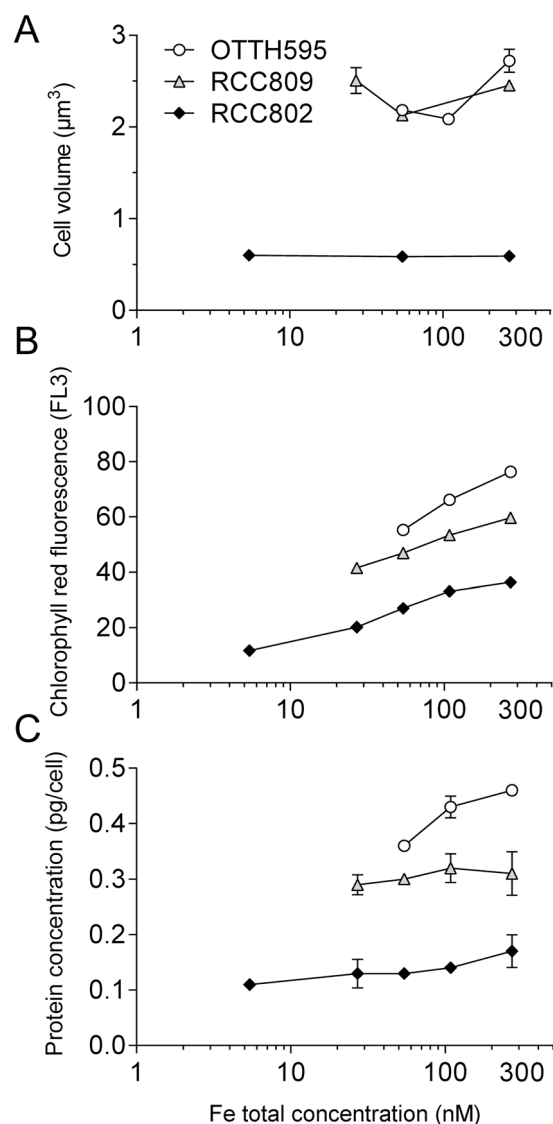 A
Cell volume (µm³)
3
2
1
0
OTTH595
RCC809
RCC802
1
10
100
300
B
Chlorophyll red fluorescence (FL3)
100
80
60
40
20
0
1
10
100
300
C
Protein concentration (pg/cell)
0.5
0.4
0.3
0.2
0.1
0.0
1
10
100
300
Fe total concentration (nM)